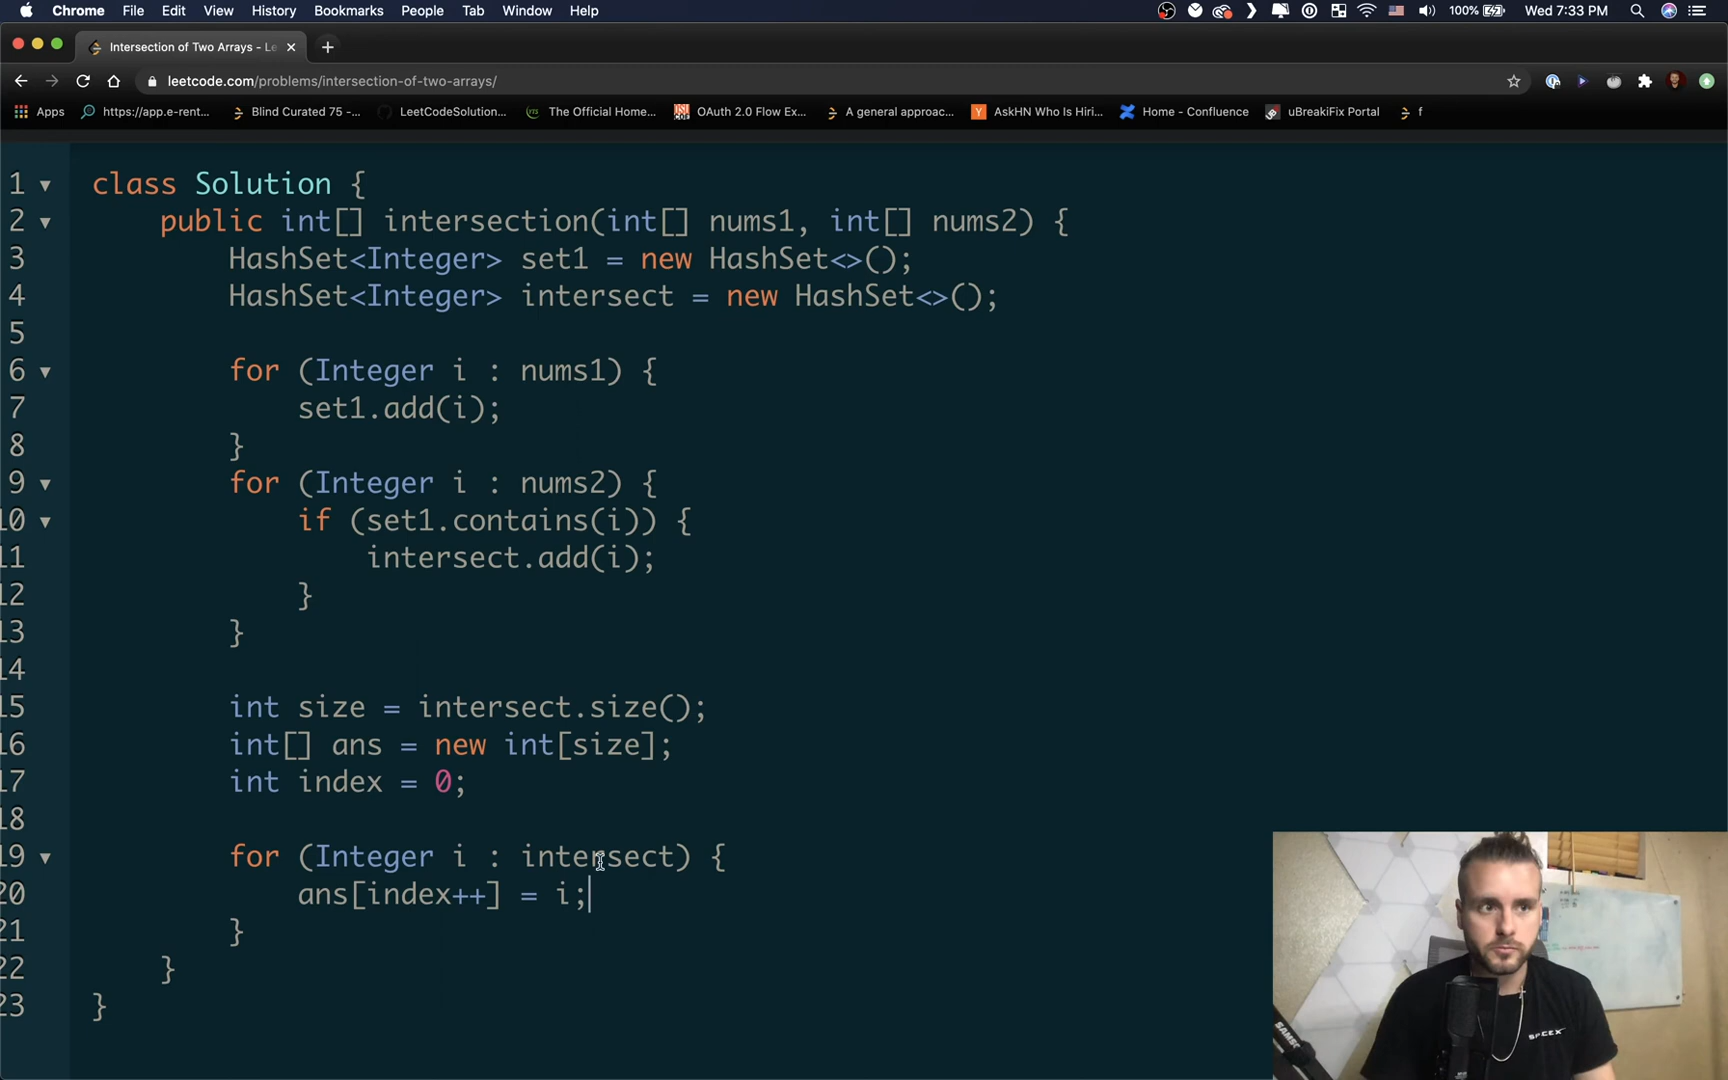 Chrome File Edit View History Bookmarks People Tab Window Help 100% Wed 7:33 PM
Intersection of Two Arrays - Le
leetcode.com/problems/intersection-of-two-arrays/
Apps https://app.e-rent... Blind Curated 75 -... LeetCodeSolution... The Official Home... OAuth 2.0 Flow Ex... A general approac... AskHN Who Is Hiri... Home - Confluence uBreakiFix Portal f
1 class Solution {
2 public int[] intersection(int[] nums1, int[] nums2) {
3 HashSet<Integer> set1 = new HashSet<>();
4 HashSet<Integer> intersect = new HashSet<>();
5
6 for (Integer i : nums1) {
7 set1.add(i);
8 }
9 for (Integer i : nums2) {
10 if (set1.contains(i)) {
11 intersect.add(i);
12 }
13 }
14
15 int size = intersect.size();
16 int[] ans = new int[size];
17 int index = 0;
18
19 for (Integer i : intersect) {
20 ans[index++] = i;
21 }
22 }
23 }
SPCEX
SAMSON